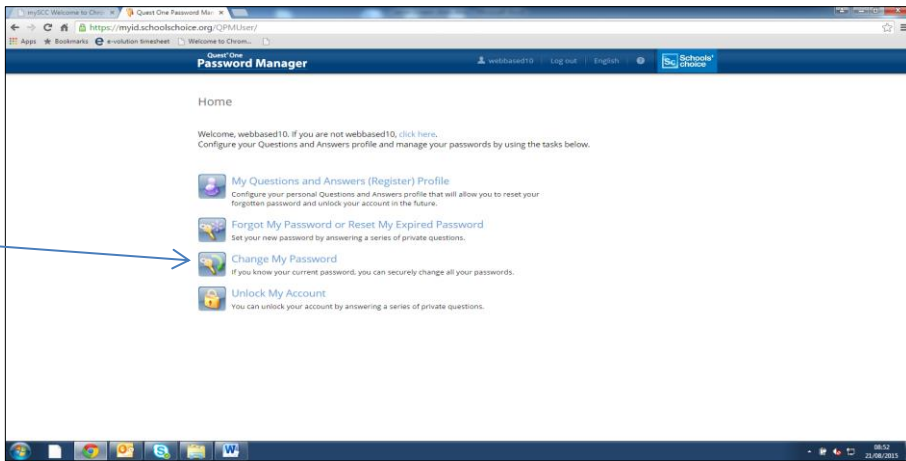 mySCC Welcome to Chro
Quest One Password Man
https://myid.schoolschoice.org/QPMUser/
Apps
Bookmarks
e-volution timesheet
Welcome to Chrom...
Quest One
Password Manager
webbased10
Log out
English
Sc Schools' choice
Home
Welcome, webbased10. If you are not webbased10, click here.
Configure your Questions and Answers profile and manage your passwords by using the tasks below.
My Questions and Answers (Register) Profile
Configure your personal Questions and Answers profile that will allow you to reset your
forgotten password and unlock your account in the future.
Forgot My Password or Reset My Expired Password
Set your new password by answering a series of private questions.
Change My Password
If you know your current password, you can securely change all your passwords.
Unlock My Account
You can unlock your account by answering a series of private questions.
08:52
21/08/2015